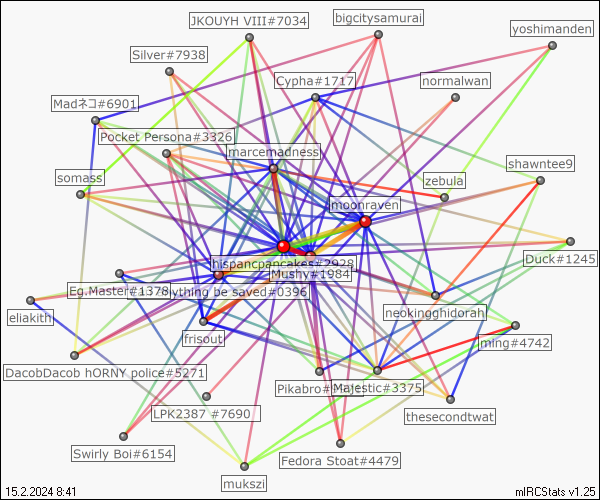 JKOUYH VIII#7034
bigcitysamurai
yoshimanden
Silver#7938
Cypha#1717
normalwan
Madネコ#6901
Pocket Persona#3326
marcemadness
shawntee9
somass
zebula
moonraven
hispancpancakes#2928
Duck#1245
Mushy#1984
Eg.Master#1378
ything be saved#0396
eliakith
neokingghidorah
frisout
ming#4742
DacobDacob hORNY police#5271
Pikabro#
Majestic#3375
LPK2387 #7690
thesecondtwat
Swirly Boi#6154
Fedora Stoat#4479
mukszi
15.2.2024 8:41
mIRCStats v1.25